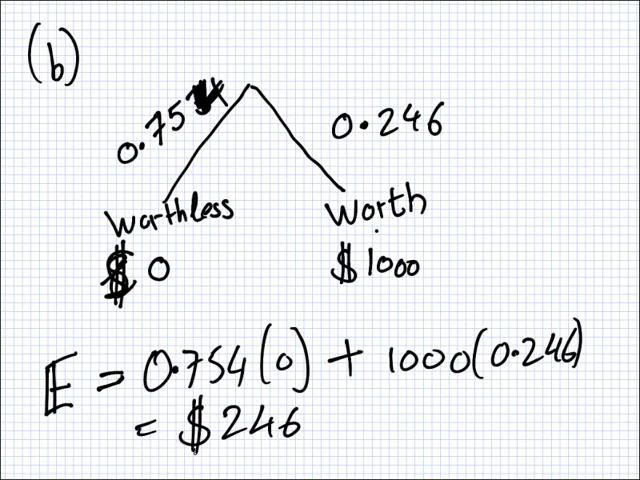 (b)
0.754 0.246
Worthless Worth
$ 0 $ 1000
E = 0.754(0) + 1000(0.246)
= $ 246